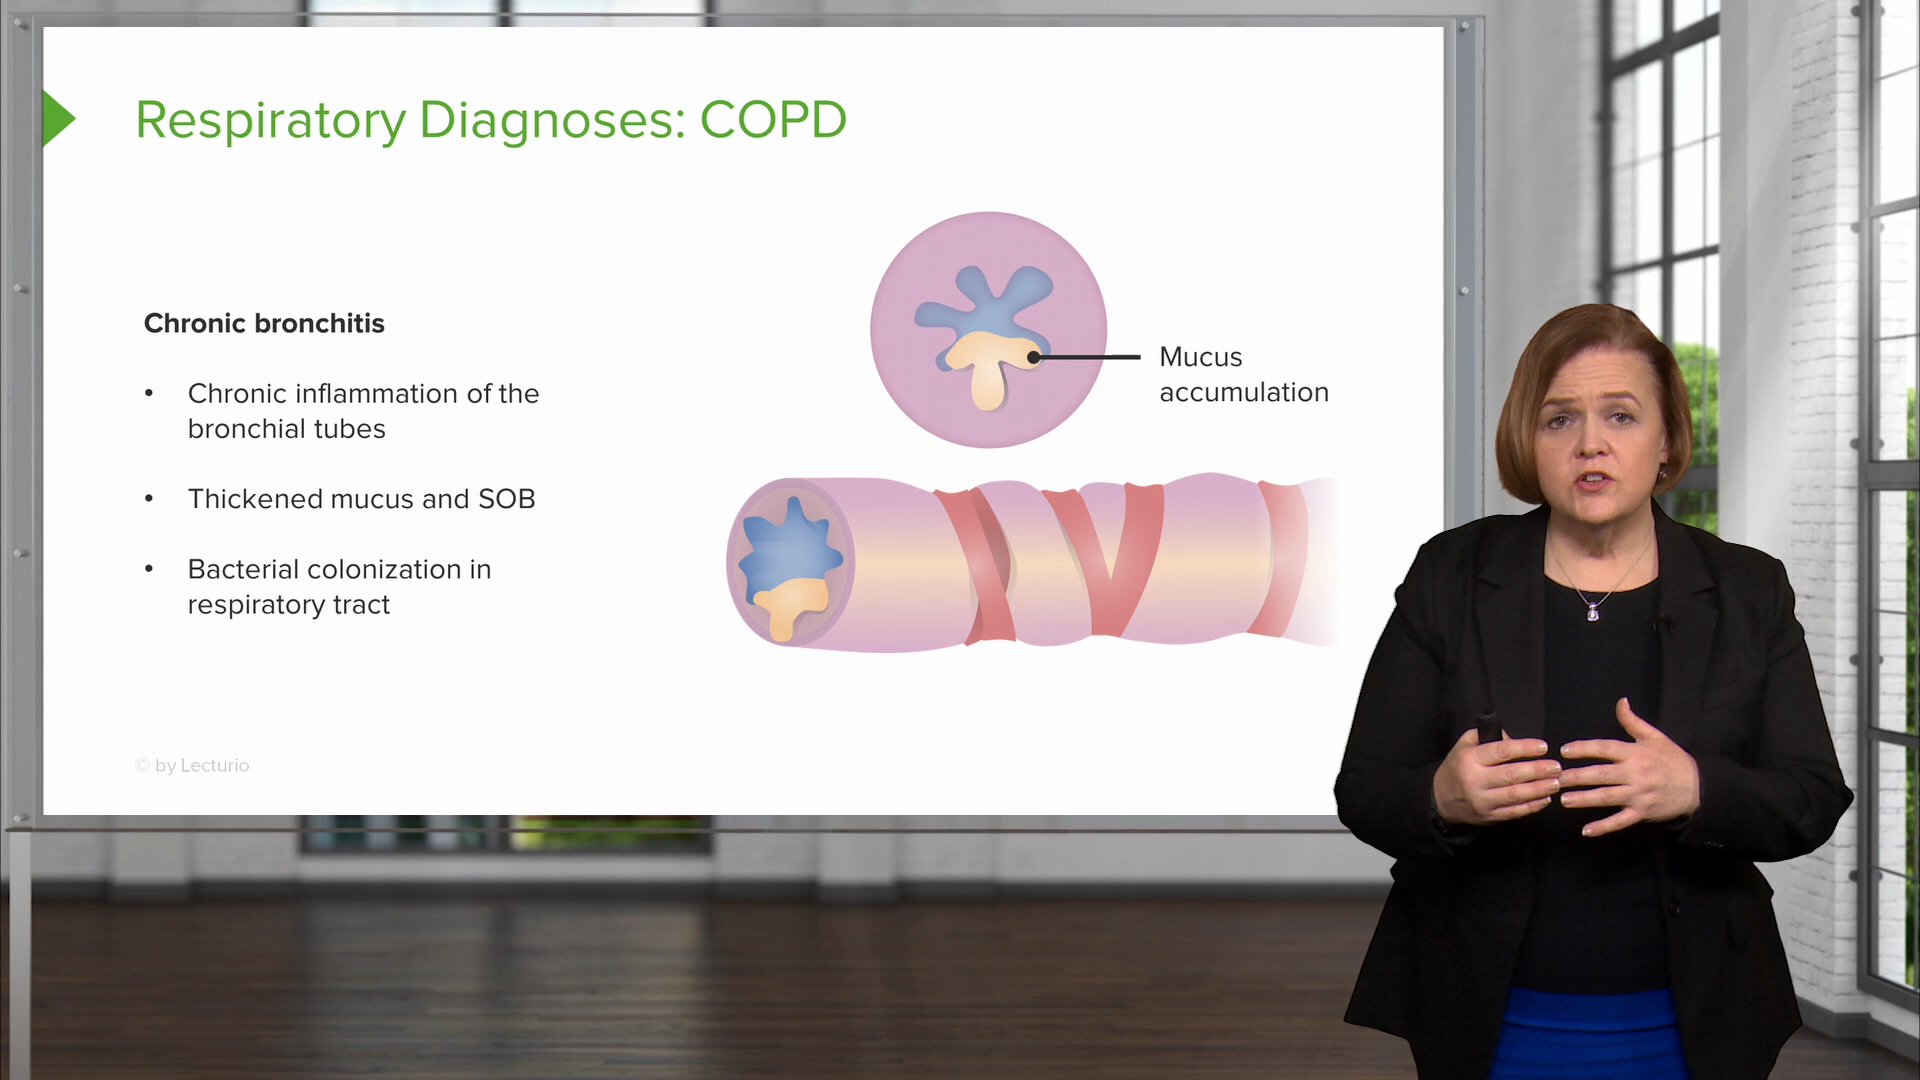 Respiratory Diagnoses: COPD
Chronic bronchitis
• Chronic inflammation of the
bronchial tubes
• Thickened mucus and SOB
• Bacterial colonization in
respiratory tract
Mucus
accumulation
© by Lecturio